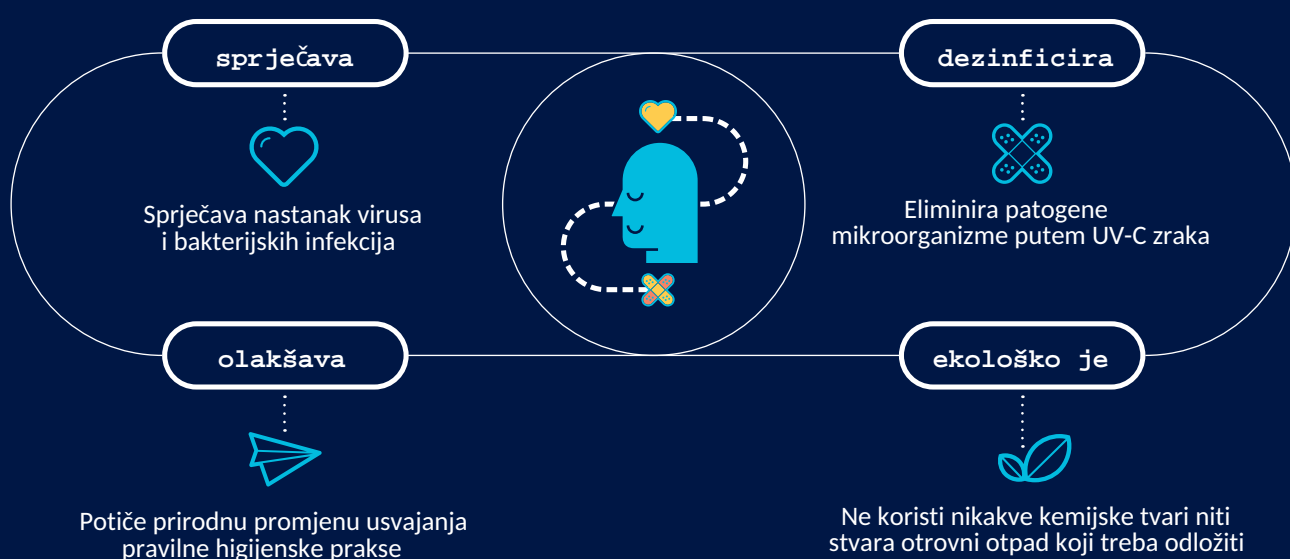 sprječava
Sprječava nastanak virusa
i bakterijskih infekcija
dezinficira
Eliminira patogene
mikroorganizme putem UV-C zraka
olakšava
Potiče prirodnu promjenu usvajanja
pravilne higijenske prakse
ekološko je
Ne koristi nikakve kemijske tvari niti
stvara otrovni otpad koji treba odložiti